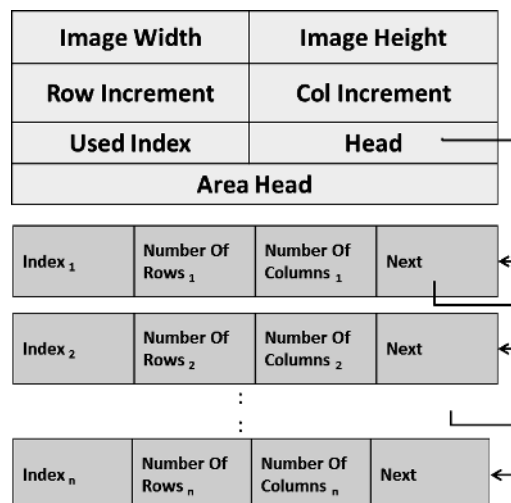 Image Width Image Height
Row Increment Col Increment
Used Index Head
Area Head
Index 1 Number Of Rows 1 Number Of Columns 1 Next
Index 2 Number Of Rows 2 Number Of Columns 2 Next
:
:
Index n Number Of Rows n Number Of Columns n Next